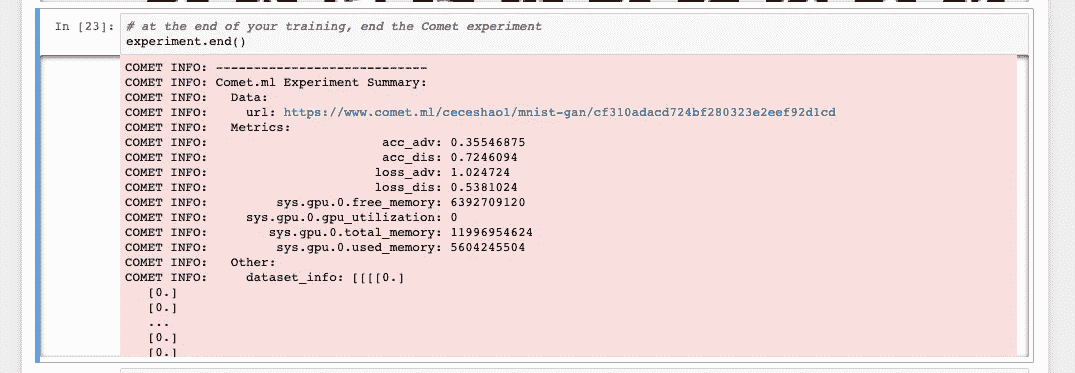 In [23]: # at the end of your training, end the Comet experiment
experiment.end()
COMET INFO: ----------------------------
COMET INFO: Comet.ml Experiment Summary:
COMET INFO:   Data:
COMET INFO:     url: https://www.comet.ml/ceceshao1/mnist-gan/cf310adacd724bf280323e2eef92d1cd
COMET INFO:   Metrics:
COMET INFO:                       acc_adv: 0.35546875
COMET INFO:                       acc_dis: 0.7246094
COMET INFO:                      loss_adv: 1.024724
COMET INFO:                      loss_dis: 0.5381024
COMET INFO:         sys.gpu.0.free_memory: 6392709120
COMET INFO:     sys.gpu.0.gpu_utilization: 0
COMET INFO:        sys.gpu.0.total_memory: 11996954624
COMET INFO:         sys.gpu.0.used_memory: 5604245504
COMET INFO:   Other:
COMET INFO:     dataset_info: [[[[0.]
[0.]
[0.]
...
[0.]
[0.]